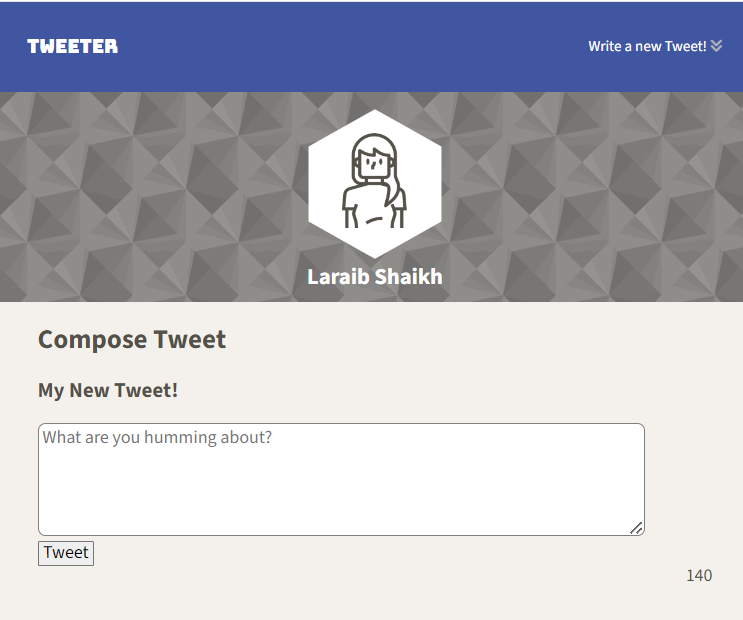 TWEETER
Write a new Tweet!
Laraib Shaikh
Compose Tweet
My New Tweet!
What are you humming about?
Tweet
140